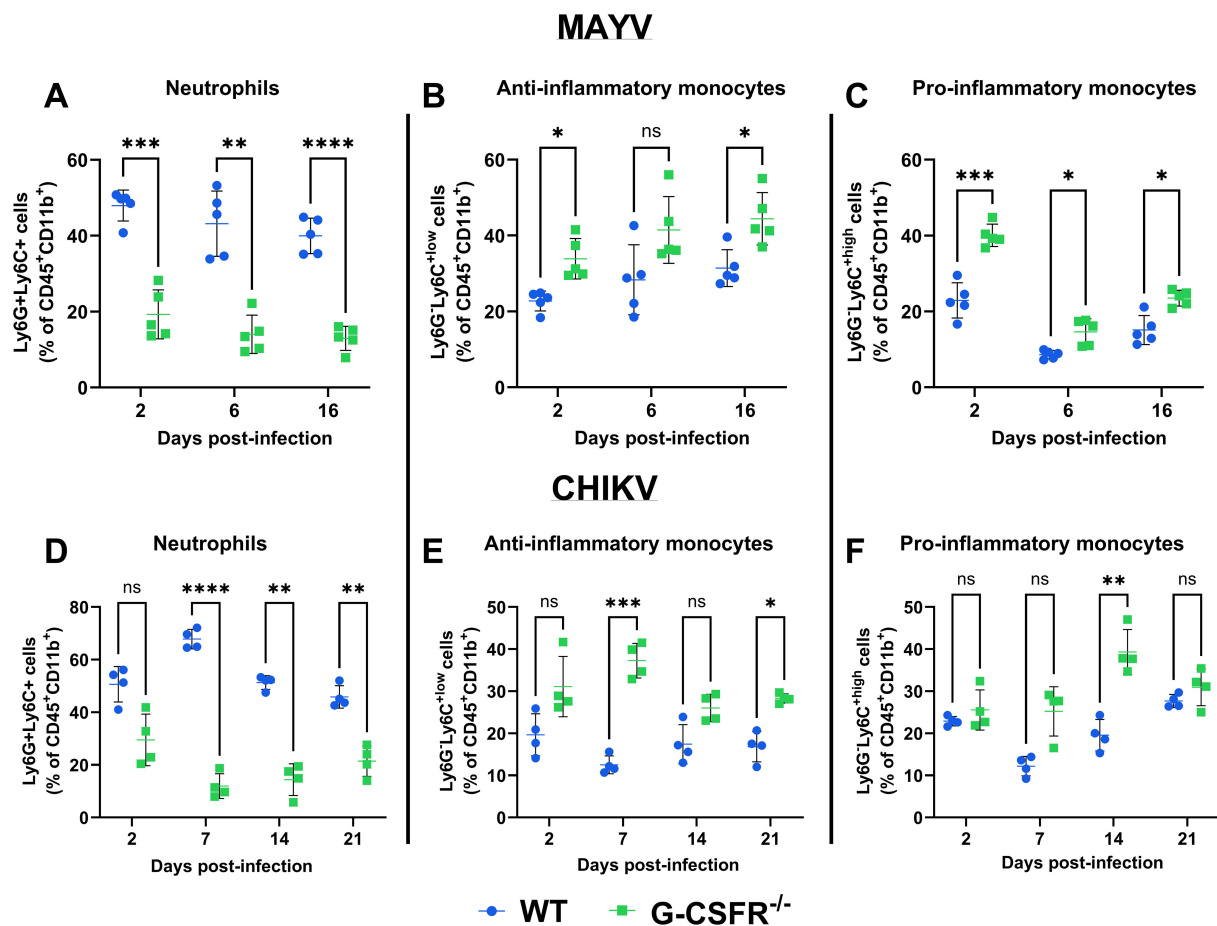 MAYV
A
Neutrophils
Ly6G+Ly6C+ cells
(% of CD45⁺CD11b⁺)
60
40
20
0
***
**
****
2 6 16
Days post-infection
B
Anti-inflammatory monocytes
Ly6G⁻Ly6C⁺ˡᵒʷ cells
(% of CD45⁺CD11b⁺)
60
40
20
0
*
ns
*
2 6 16
Days post-infection
C
Pro-inflammatory monocytes
Ly6G⁻Ly6C⁺ʰⁱᵍʰ cells
(% of CD45⁺CD11b⁺)
60
40
20
0
***
*
*
2 6 16
Days post-infection
CHIKV
D
Neutrophils
Ly6G+Ly6C+ cells
(% of CD45⁺CD11b⁺)
80
60
40
20
0
ns
****
**
**
2 7 14 21
Days post-infection
E
Anti-inflammatory monocytes
Ly6G⁻Ly6C⁺ˡᵒʷ cells
(% of CD45⁺CD11b⁺)
50
40
30
20
10
0
ns
***
ns
*
2 7 14 21
Days post-infection
F
Pro-inflammatory monocytes
Ly6G⁻Ly6C⁺ʰⁱᵍʰ cells
(% of CD45⁺CD11b⁺)
50
40
30
20
10
0
ns
ns
**
ns
2 7 14 21
Days post-infection
WT
G-CSFR⁻/⁻